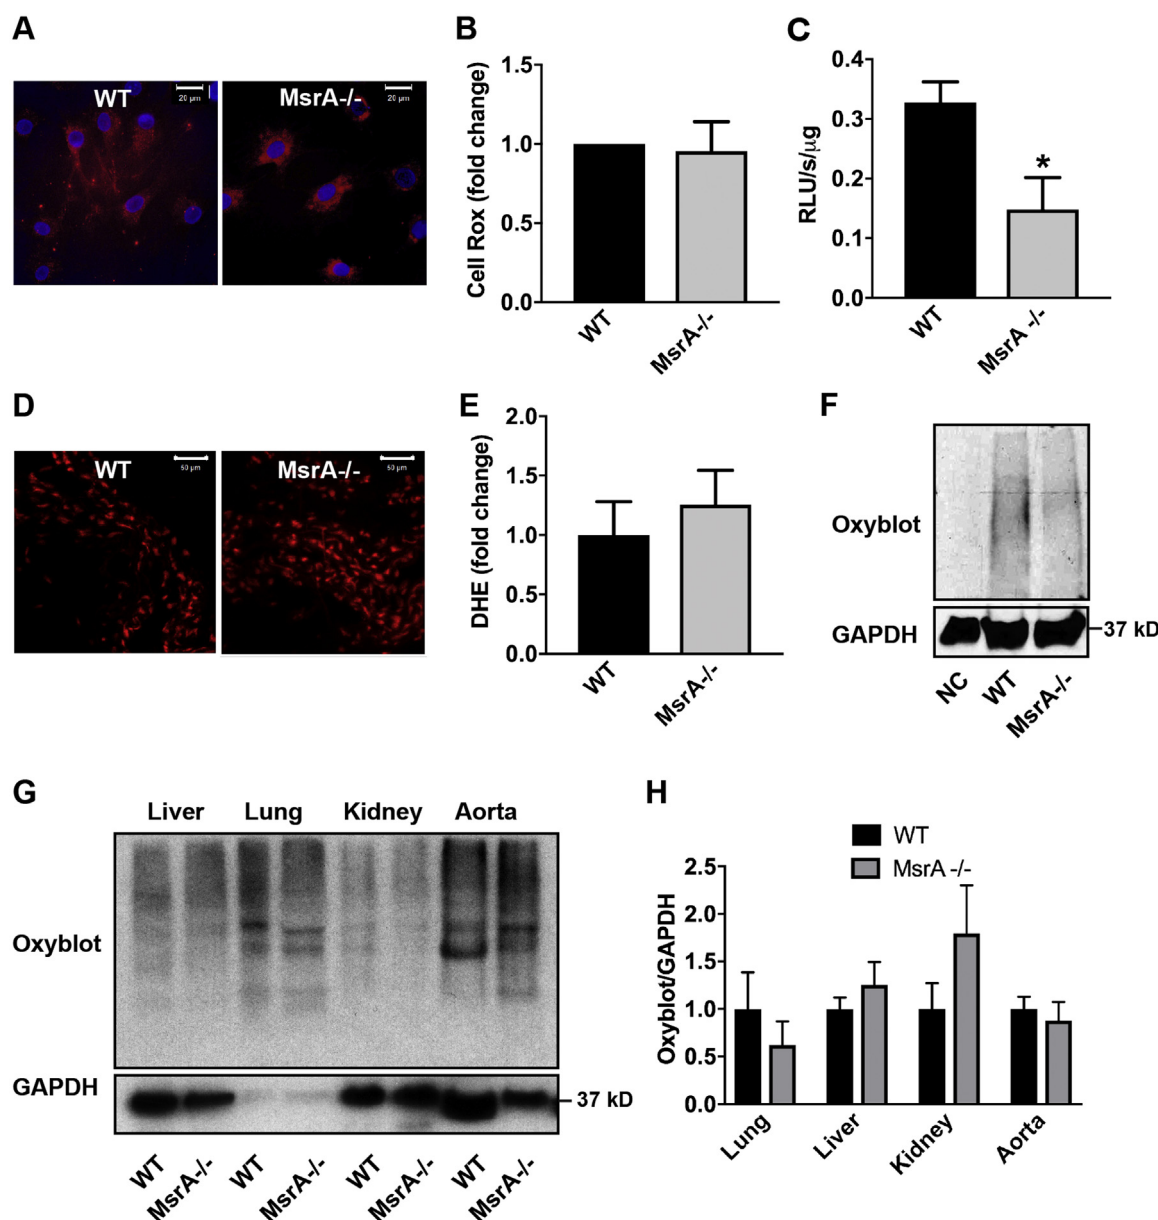 A
WT
20 µm
MsrA-/-
20 µm
B
Cell Rox (fold change)
1.5
1.0
0.5
0.0
WT
MsrA-/-
C
RLU/s/µg
0.4
0.3
0.2
0.1
0.0
*
WT
MsrA -/-
D
WT
50 µm
MsrA-/-
50 µm
E
DHE (fold change)
2.0
1.5
1.0
0.5
0.0
WT
MsrA-/-
F
Oxyblot
GAPDH
37 kD
NC
WT
MsrA-/-
G
Liver Lung Kidney Aorta
Oxyblot
GAPDH
37 kD
WT MsrA-/- WT MsrA-/- WT MsrA-/- WT MsrA-/-
H
WT
MsrA -/-
Oxyblot/GAPDH
2.5
2.0
1.5
1.0
0.5
0.0
Lung Liver Kidney Aorta